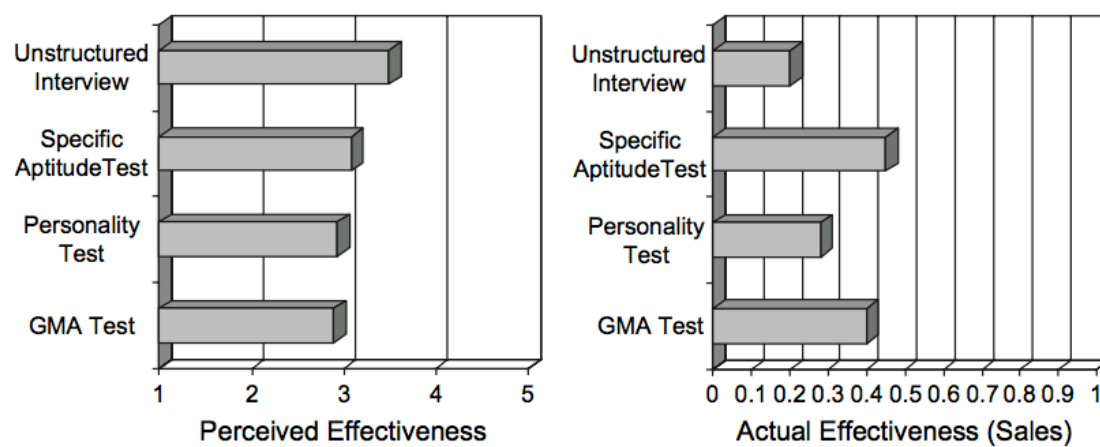 Unstructured
Interview
Specific
AptitudeTest
Personality
Test
GMA Test
1 2 3 4 5
Perceived Effectiveness
Unstructured
Interview
Specific
AptitudeTest
Personality
Test
GMA Test
0 0.1 0.2 0.3 0.4 0.5 0.6 0.7 0.8 0.9 1
Actual Effectiveness (Sales)